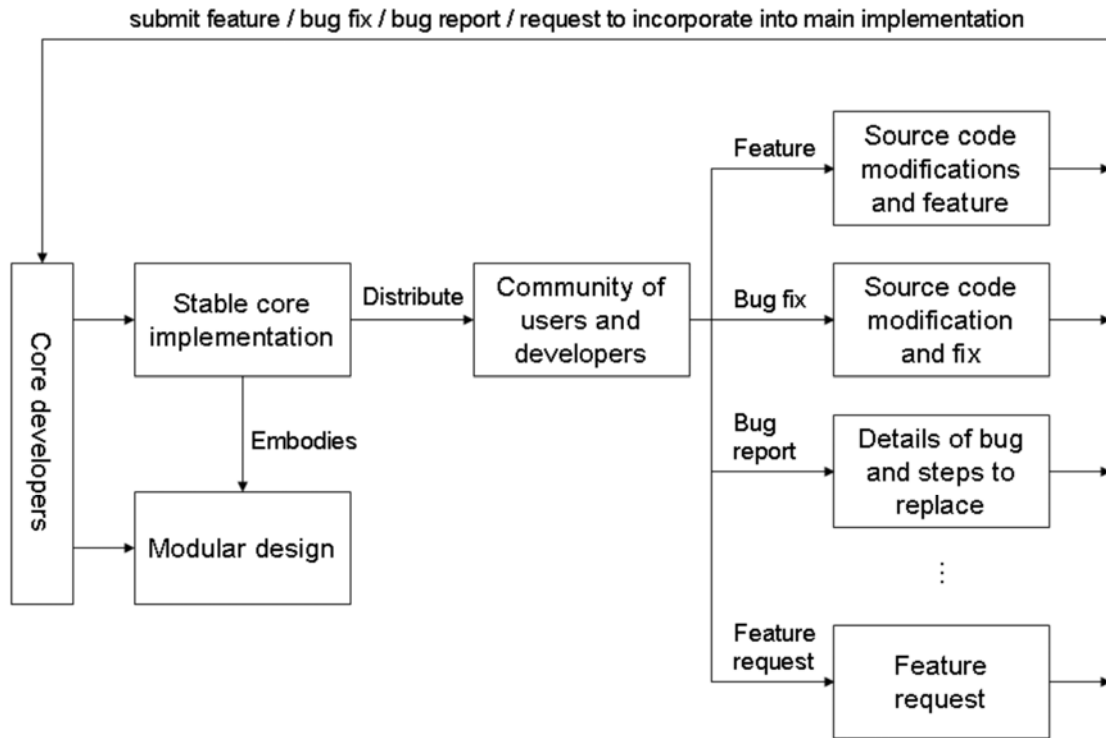 submit feature / bug fix / bug report / request to incorporate into main implementation
Core developers
Stable core
implementation
Embodies
Modular design
Distribute
Community of
users and
developers
Feature
Source code
modifications
and feature
Bug fix
Source code
modification
and fix
Bug
report
Details of bug
and steps to
replace
⋮
Feature
request
Feature
request